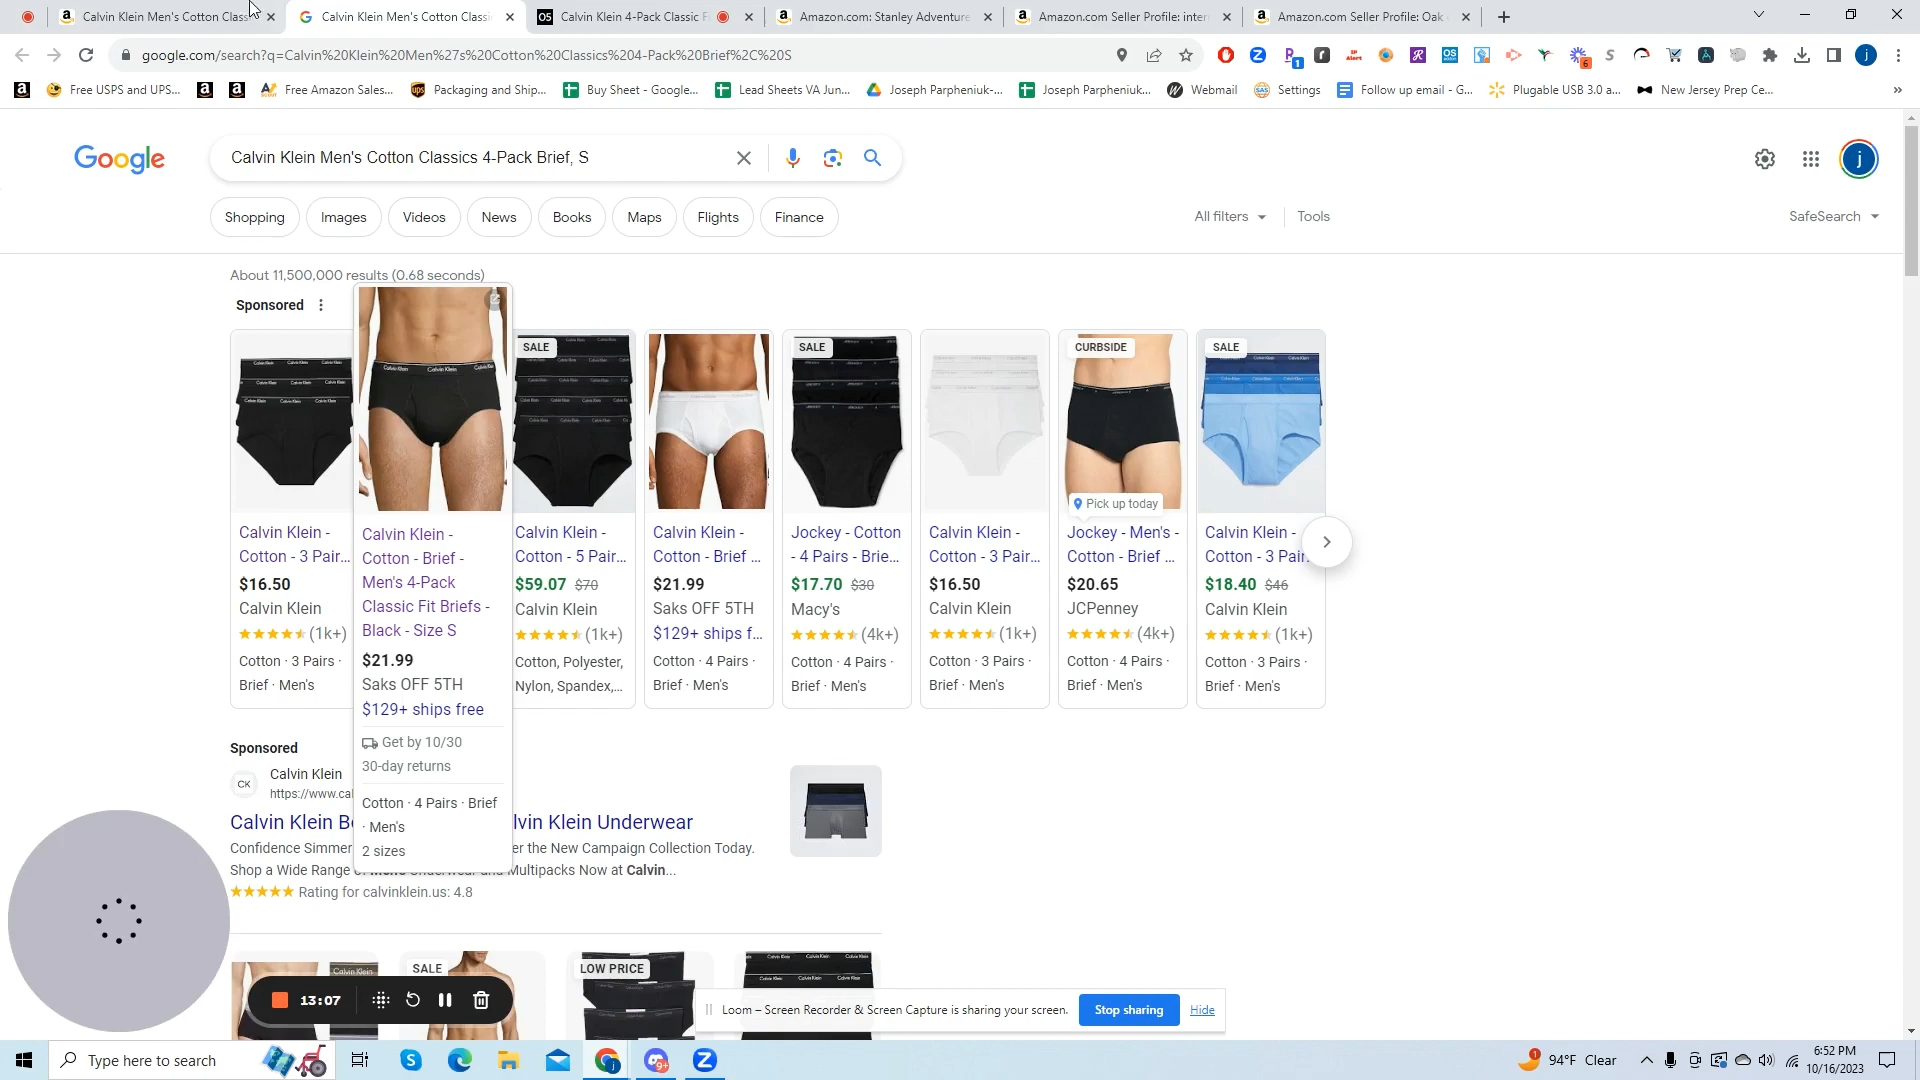 Calvin Klein Men's Cotton Class
Calvin Klein Men's Cotton Class
Calvin Klein 4-Pack Classic F
Amazon.com: Stanley Adventure
Amazon.com Seller Profile: inter
Amazon.com Seller Profile: Oak
google.com/search?q=Calvin%20Klein%20Men%27s%20Cotton%20Classics%204-Pack%20Brief%2C%20S
Free USPS and UPS...
Free Amazon Sales...
Packaging and Ship...
Buy Sheet - Google...
Lead Sheets VA Jun...
Joseph Parpheniuk-...
Joseph Parpheniuk...
Webmail
Settings
Follow up email - G...
Plugable USB 3.0 a...
New Jersey Prep Ce...
Google
Calvin Klein Men's Cotton Classics 4-Pack Brief, S
j
Shopping
Images
Videos
News
Books
Maps
Flights
Finance
All filters
Tools
SafeSearch
About 11,500,000 results (0.68 seconds)
Sponsored
Calvin Klein -
Cotton - 3 Pair...
$16.50
Calvin Klein
(1k+)
Cotton · 3 Pairs ·
Brief · Men's
Calvin Klein -
Cotton - Brief -
Men's 4-Pack
Classic Fit Briefs -
Black - Size S
$21.99
Saks OFF 5TH
$129+ ships free
Get by 10/30
30-day returns
Cotton · 4 Pairs · Brief
· Men's
2 sizes
SALE
Calvin Klein -
Cotton - 5 Pair...
$59.07 $70
Calvin Klein
(1k+)
Cotton, Polyester,
Nylon, Spandex,...
Calvin Klein -
Cotton - Brief ...
$21.99
Saks OFF 5TH
$129+ ships f...
Cotton · 4 Pairs ·
Brief · Men's
SALE
Jockey - Cotton
- 4 Pairs - Brie...
$17.70 $30
Macy's
(4k+)
Cotton · 4 Pairs ·
Brief · Men's
Calvin Klein -
Cotton - 3 Pair...
$16.50
Calvin Klein
(1k+)
Cotton · 3 Pairs ·
Brief · Men's
CURBSIDE
Pick up today
Jockey - Men's -
Cotton - Brief ...
$20.65
JCPenney
(4k+)
Cotton · 4 Pairs ·
Brief · Men's
SALE
Calvin Klein -
Cotton - 3 Pair
$18.40 $46
Calvin Klein
(1k+)
Cotton · 3 Pairs ·
Brief · Men's
Sponsored
CK
Calvin Klein
https://www.cal
Calvin Klein B
lvin Klein Underwear
Confidence Simmer
er the New Campaign Collection Today.
Shop a Wide Range
Multipacks Now at Calvin...
Rating for calvinklein.us: 4.8
SALE
LOW PRICE
13:07
Loom – Screen Recorder & Screen Capture is sharing your screen.
Stop sharing
Hide
Type here to search
94°F Clear
6:52 PM
10/16/2023